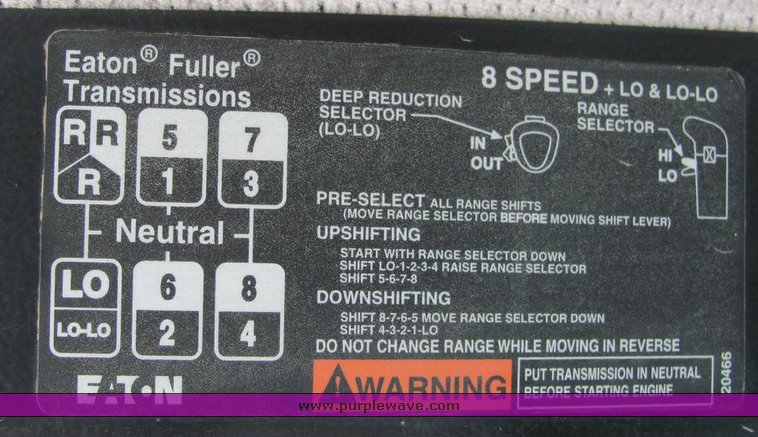 Eaton® Fuller®
Transmissions
8 SPEED + LO & LO-LO
DEEP REDUCTION
SELECTOR
(LO-LO)
IN
OUT
RANGE
SELECTOR
HI
LO
R R
R
5
1
7
3
Neutral
LO
LO-LO
6
2
8
4
PRE-SELECT ALL RANGE SHIFTS
(MOVE RANGE SELECTOR BEFORE MOVING SHIFT LEVER)
UPSHIFTING
START WITH RANGE SELECTOR DOWN
SHIFT LO-1-2-3-4 RAISE RANGE SELECTOR
SHIFT 5-6-7-8
DOWNSHIFTING
SHIFT 8-7-6-5 MOVE RANGE SELECTOR DOWN
SHIFT 4-3-2-1-LO
DO NOT CHANGE RANGE WHILE MOVING IN REVERSE
EATON
WARNING
PUT TRANSMISSION IN NEUTRAL
BEFORE STARTING ENGINE
20466
www.purplewave.com